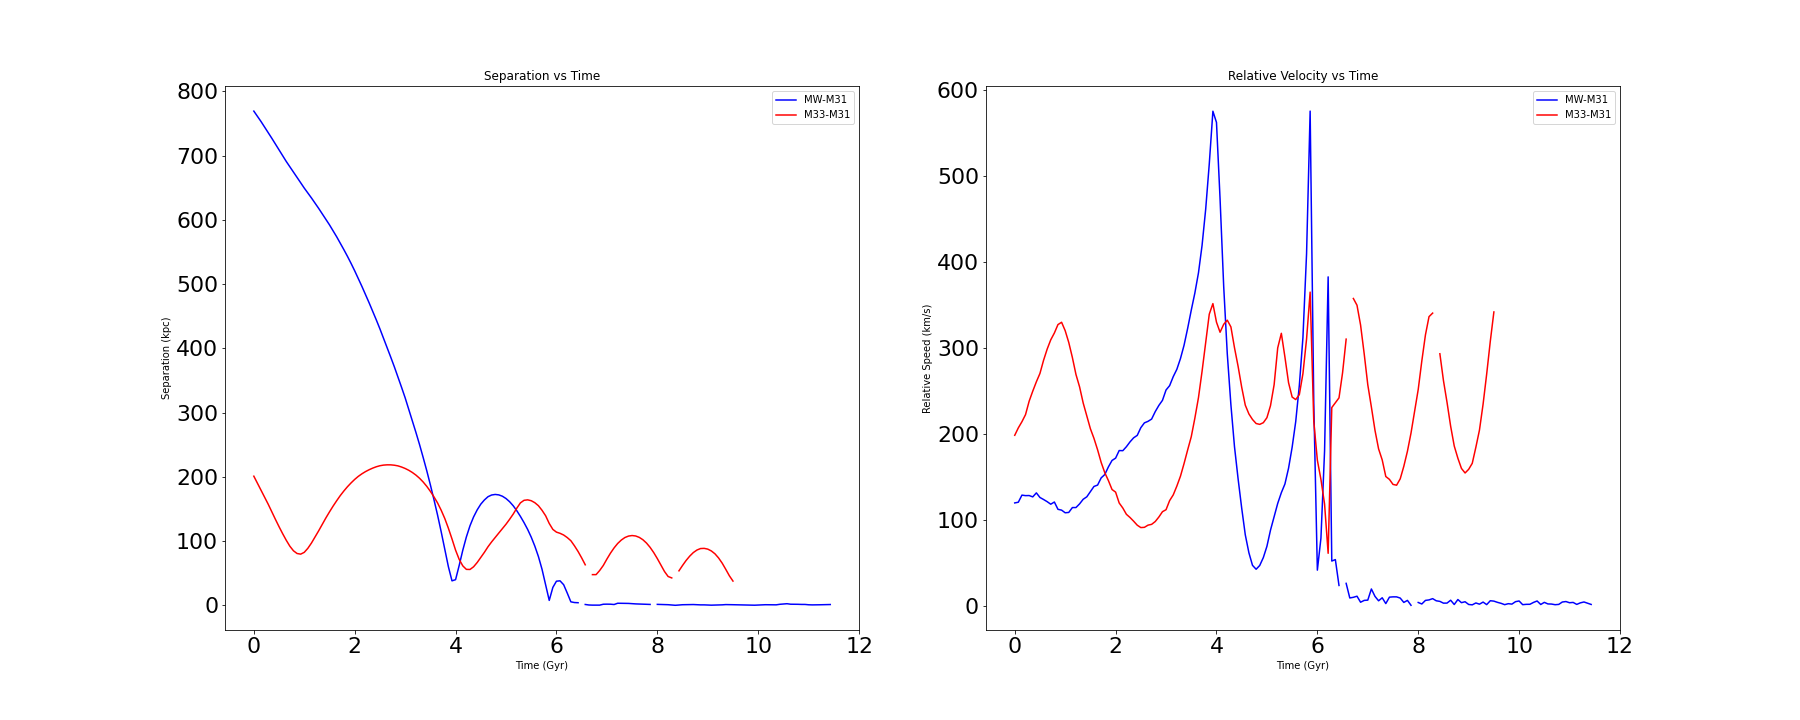 Separation vs Time
800
700
600
500
400
300
200
100
0
Separation (kpc)
0 2 4 6 8 10 12
Time (Gyr)
MW-M31
M33-M31
Relative Velocity vs Time
600
500
400
300
200
100
0
Relative Speed (km/s)
0 2 4 6 8 10 12
Time (Gyr)
MW-M31
M33-M31